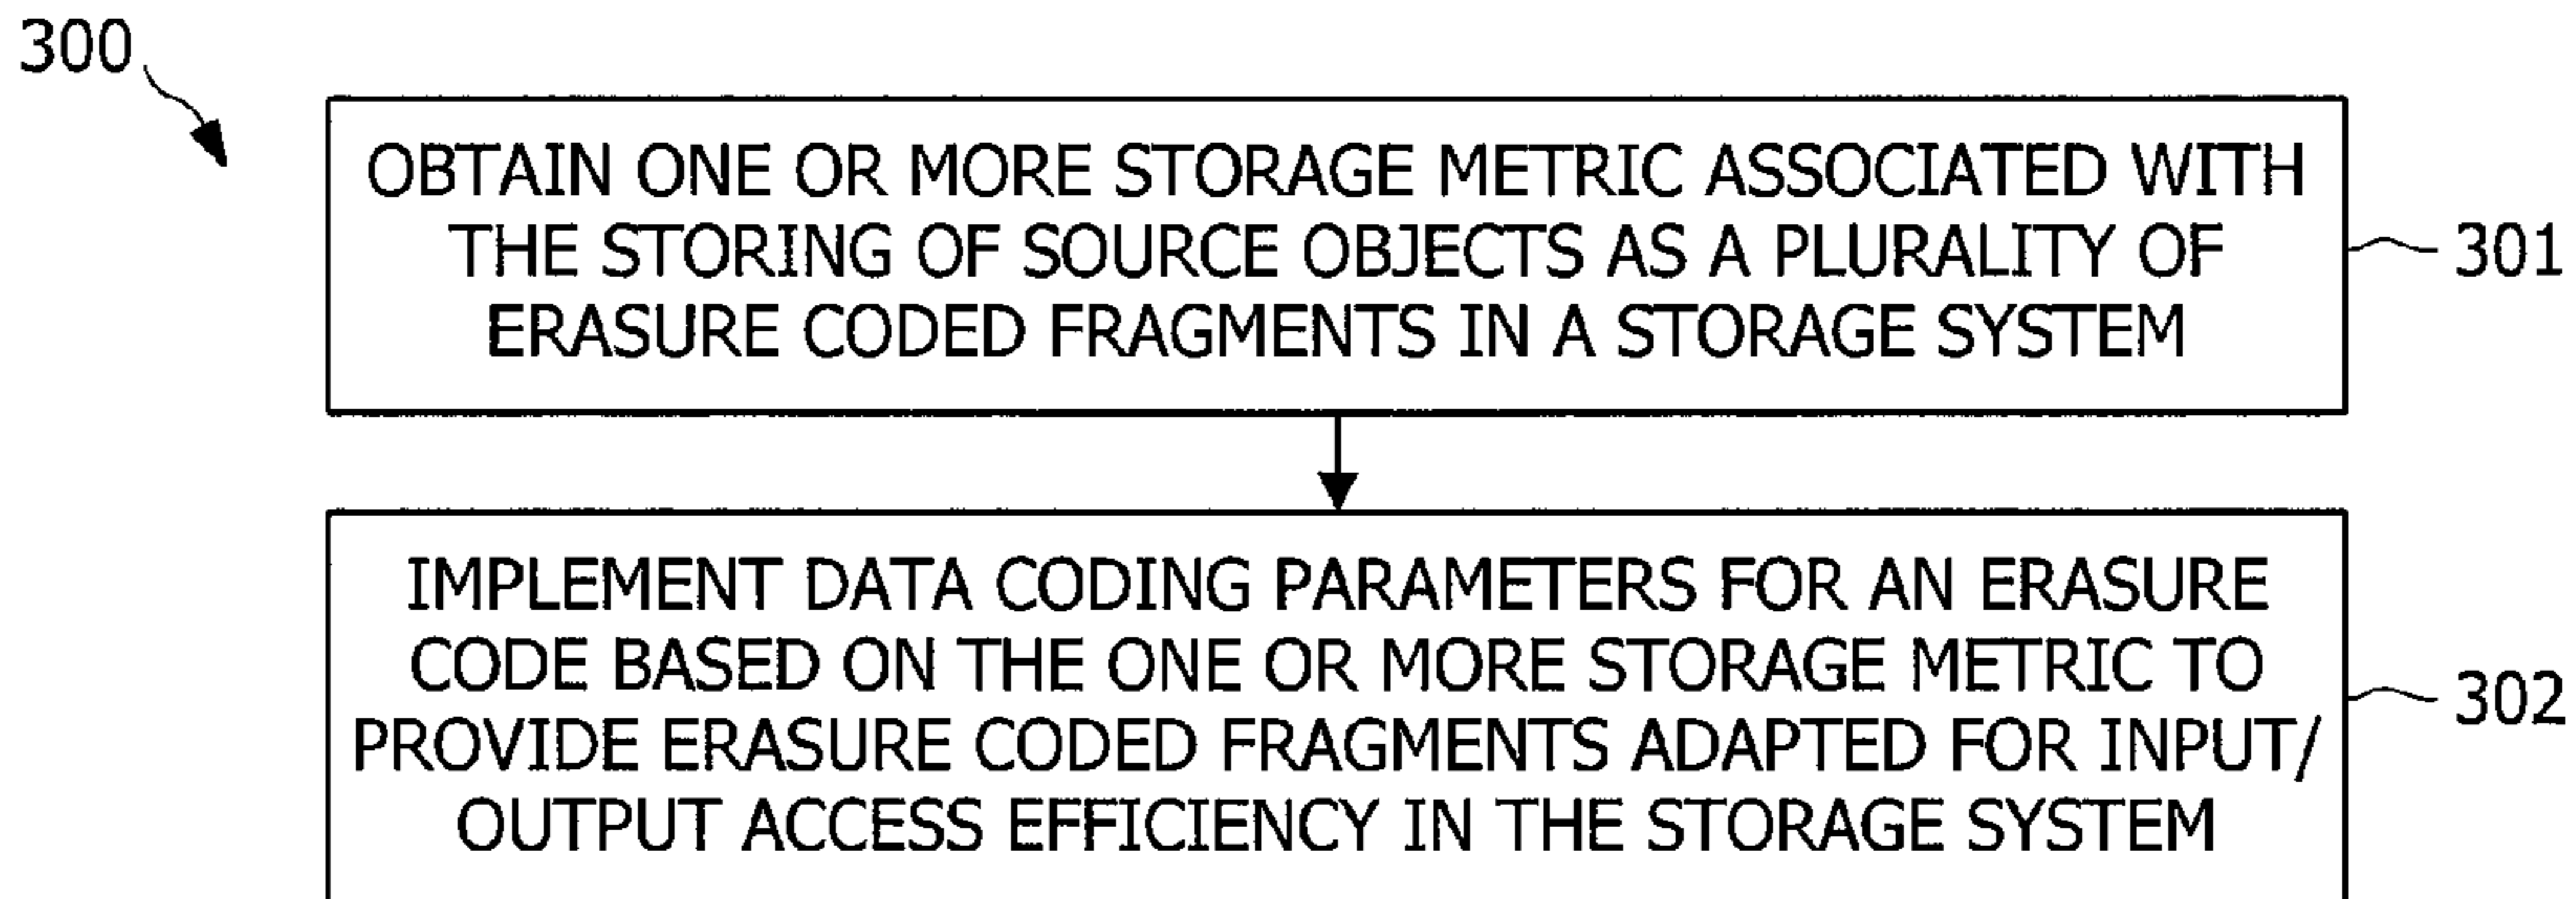 300
OBTAIN ONE OR MORE STORAGE METRIC ASSOCIATED WITH
THE STORING OF SOURCE OBJECTS AS A PLURALITY OF
ERASURE CODED FRAGMENTS IN A STORAGE SYSTEM
301
IMPLEMENT DATA CODING PARAMETERS FOR AN ERASURE
CODE BASED ON THE ONE OR MORE STORAGE METRIC TO
PROVIDE ERASURE CODED FRAGMENTS ADAPTED FOR INPUT/
OUTPUT ACCESS EFFICIENCY IN THE STORAGE SYSTEM
302